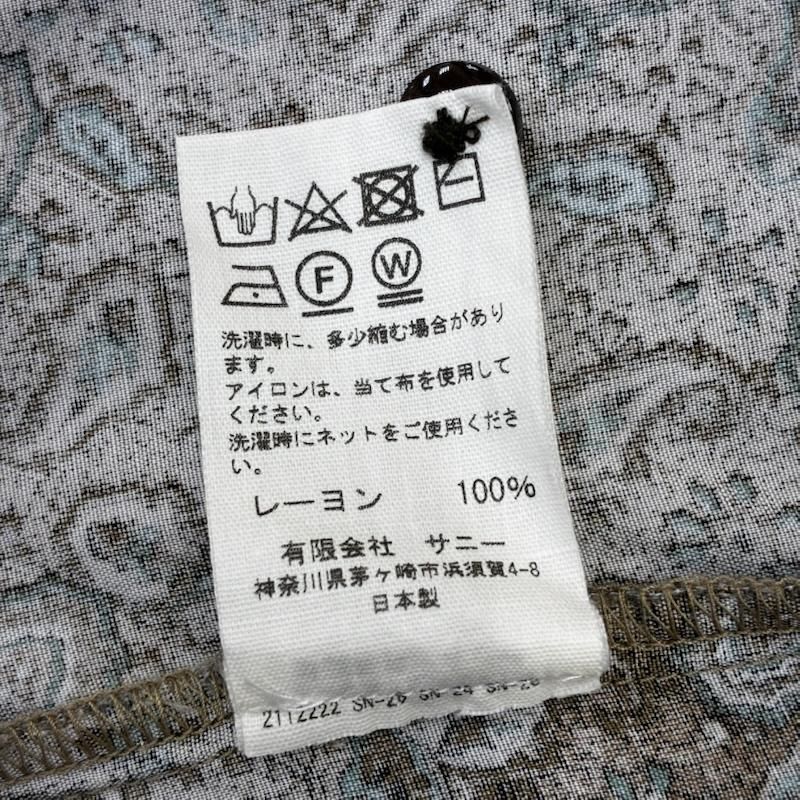 F W
洗濯時に、多少縮む場合があり
ます。
アイロンは、当て布を使用して
ください。
洗濯時にネットをご使用くださ
い。
レーヨン 100%
有限会社 サニー
神奈川県茅ヶ崎市浜須賀4-8
日本製
2112222 SN-26 SN-24 SN-26